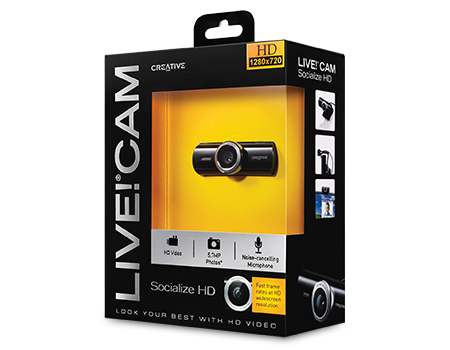 CREATIVE
HD
1280x720
LIVE!® CAM
HD Video
5.7MP
Photos*
Noise-cancelling
Microphone
Socialize HD
Fast frame
rates at HD
widescreen
resolution
LOOK YOUR BEST WITH HD VIDEO
LIVE!® CAM
Socialize HD
CREATIVE